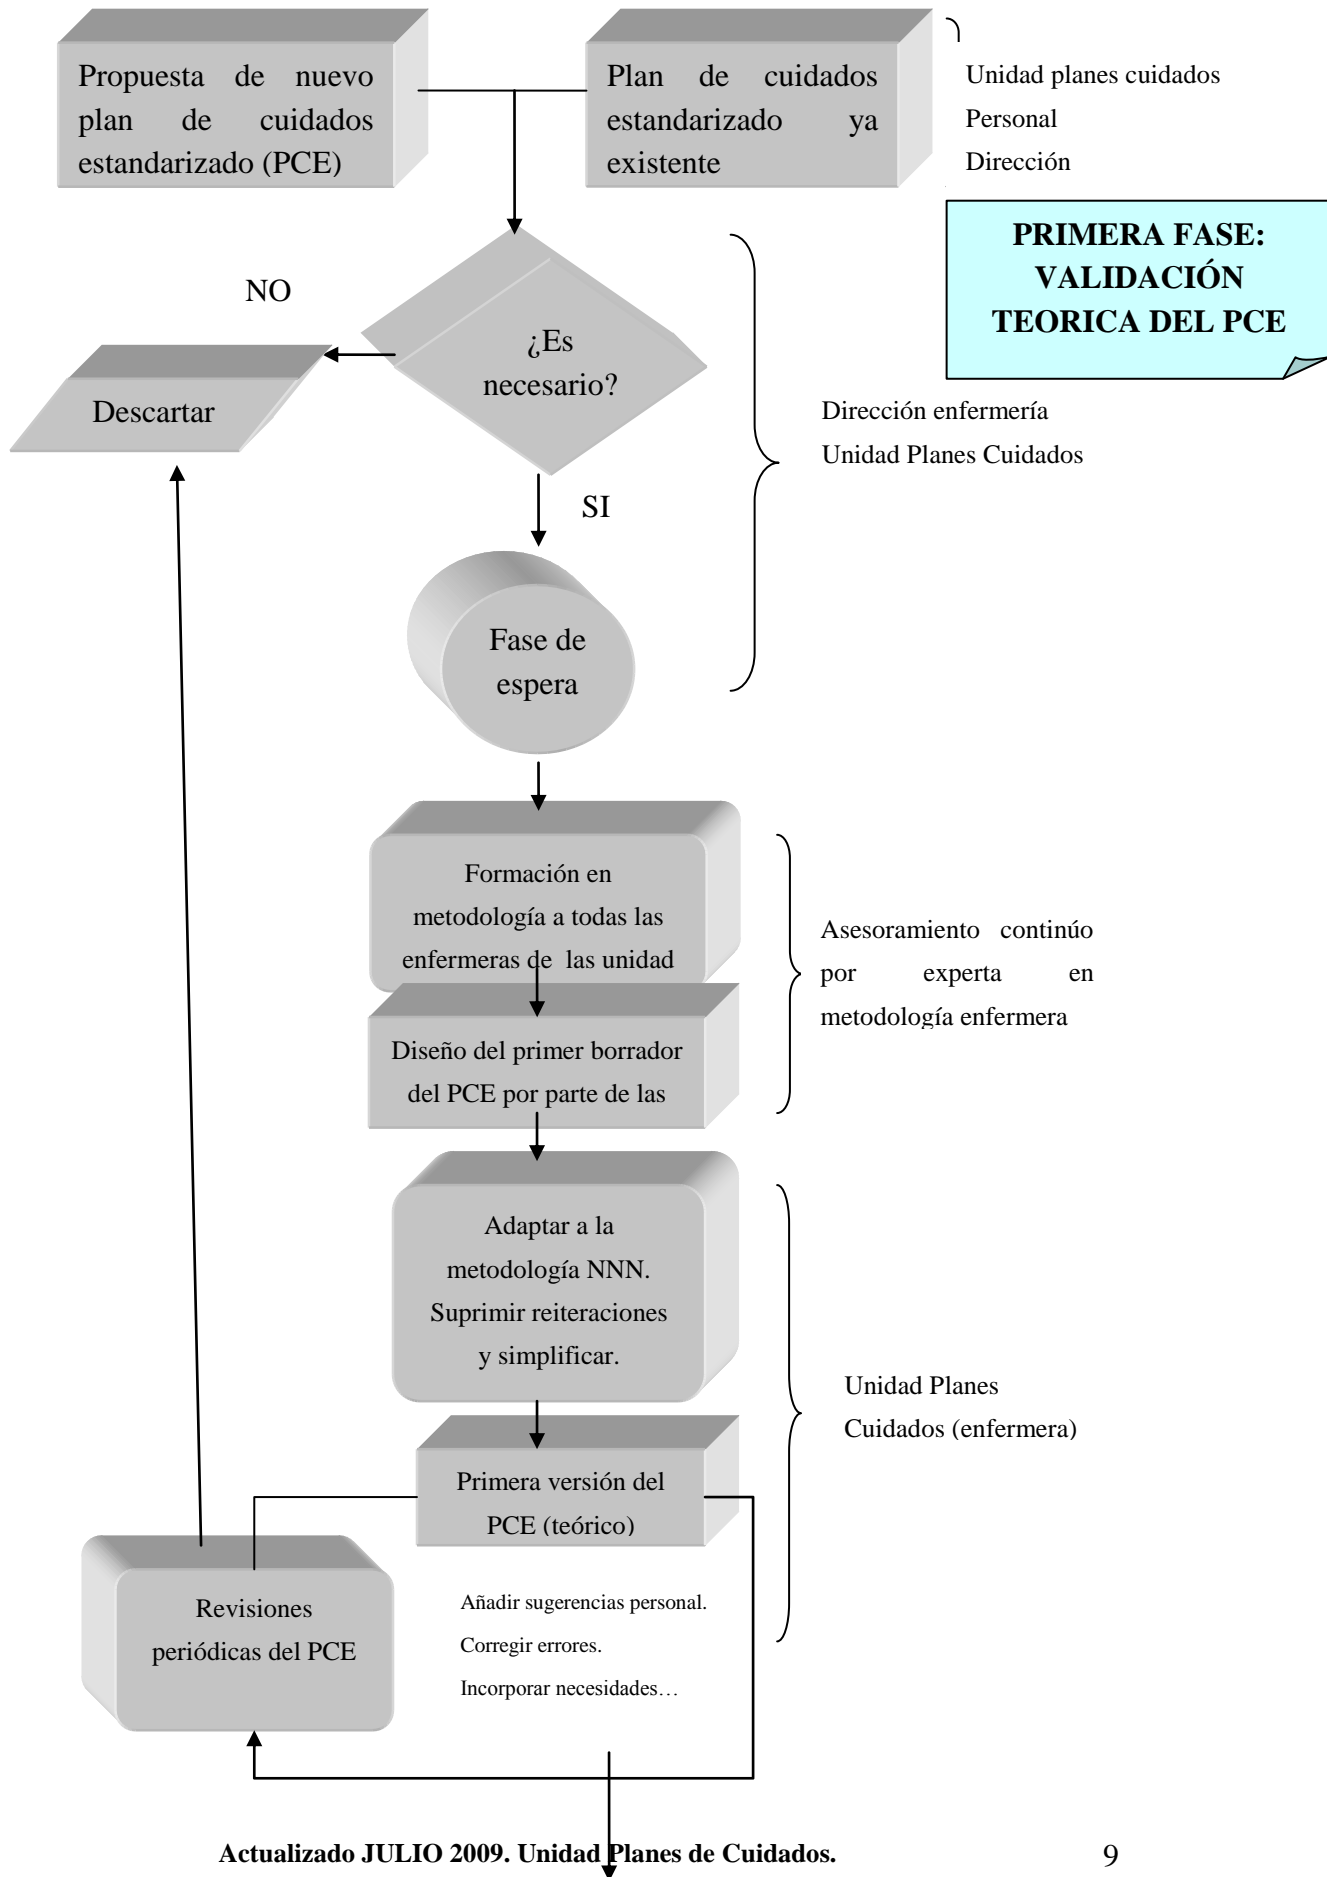 Propuesta de nuevo
plan de cuidados
estandarizado (PCE)
Plan de cuidados
estandarizado ya
existente
Unidad planes cuidados
Personal
Dirección
PRIMERA FASE:
VALIDACIÓN
TEORICA DEL PCE
NO
¿Es
necesario?
Descartar
Dirección enfermería
Unidad Planes Cuidados
SI
Fase de
espera
Formación en
metodología a todas las
enfermeras de las unidad
Asesoramiento continúo
por experta en
metodología enfermera
Diseño del primer borrador
del PCE por parte de las
Adaptar a la
metodología NNN.
Suprimir reiteraciones
y simplificar.
Unidad Planes
Cuidados (enfermera)
Primera versión del
PCE (teórico)
Revisiones
periódicas del PCE
Añadir sugerencias personal.
Corregir errores.
Incorporar necesidades…
Actualizado JULIO 2009. Unidad Planes de Cuidados.
9